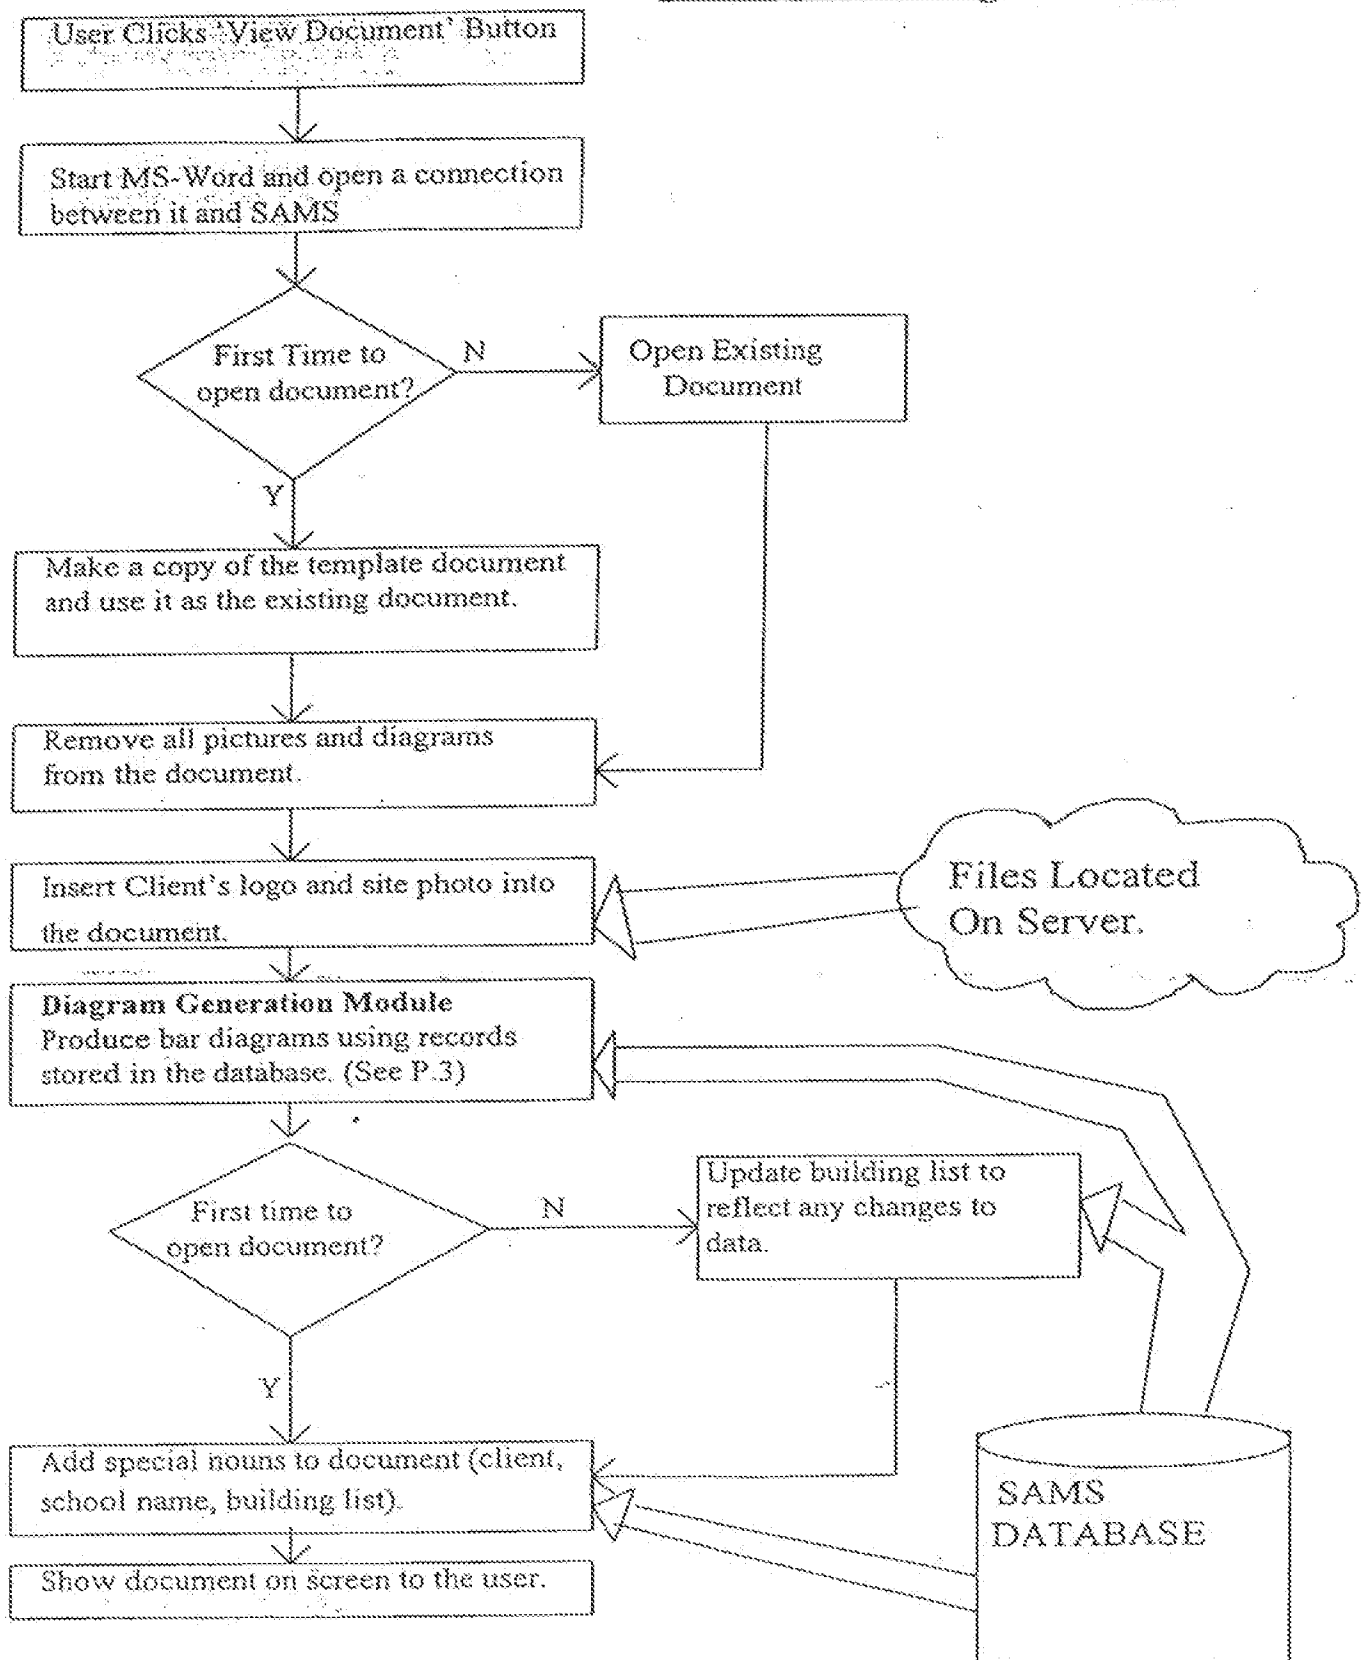 User Clicks 'View Document' Button
Start MS-Word and open a connection
between it and SAMS
First Time to
open document?
N
Open Existing
Document
Y
Make a copy of the template document
and use it as the existing document.
Remove all pictures and diagrams
from the document.
Insert Client's logo and site photo into
the document.
Files Located
On Server.
Diagram Generation Module
Produce bar diagrams using records
stored in the database. (See P.3)
First time to
open document?
N
Update building list to
reflect any changes to
data.
Y
Add special nouns to document (client,
school name, building list).
SAMS
DATABASE
Show document on screen to the user.